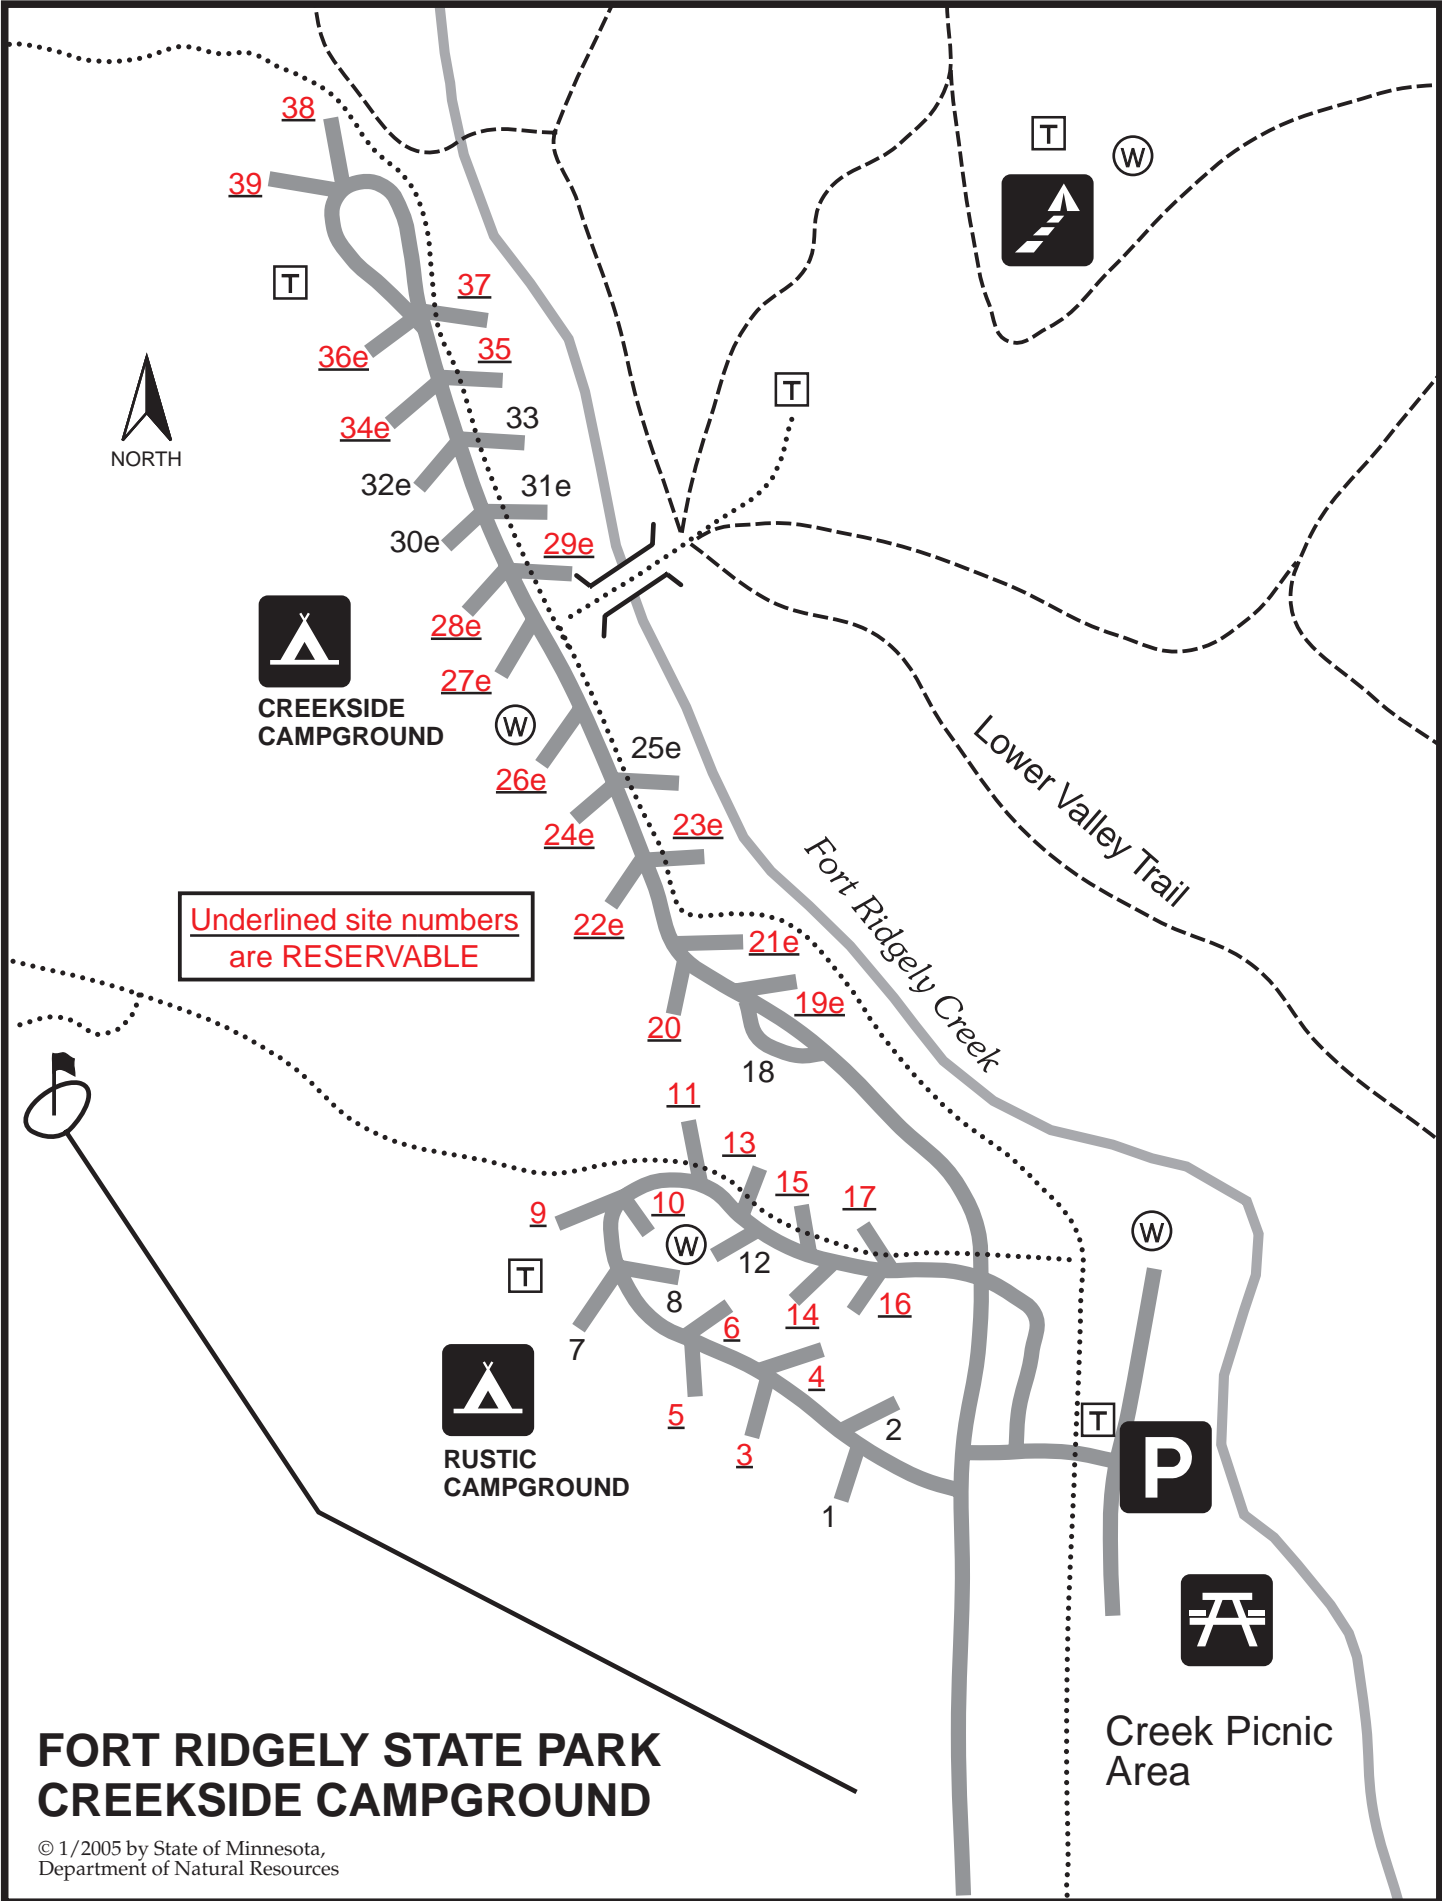 38
T
W
39
T
37
36e
35
T
34e
33
NORTH
32e
31e
30e
29e
28e
27e
CREEKSIDE
CAMPGROUND
W
25e
26e
24e
23e
Lower Valley Trail
Fort Ridgely Creek
Underlined site numbers
are RESERVABLE
22e
21e
19e
20
18
11
13
15
17
9
10
W
12
W
T
8
14
16
6
7
4
5
T
2
3
P
RUSTIC
CAMPGROUND
1
Creek Picnic
Area
FORT RIDGELY STATE PARK
CREEKSIDE CAMPGROUND
© 1/2005 by State of Minnesota,
Department of Natural Resources